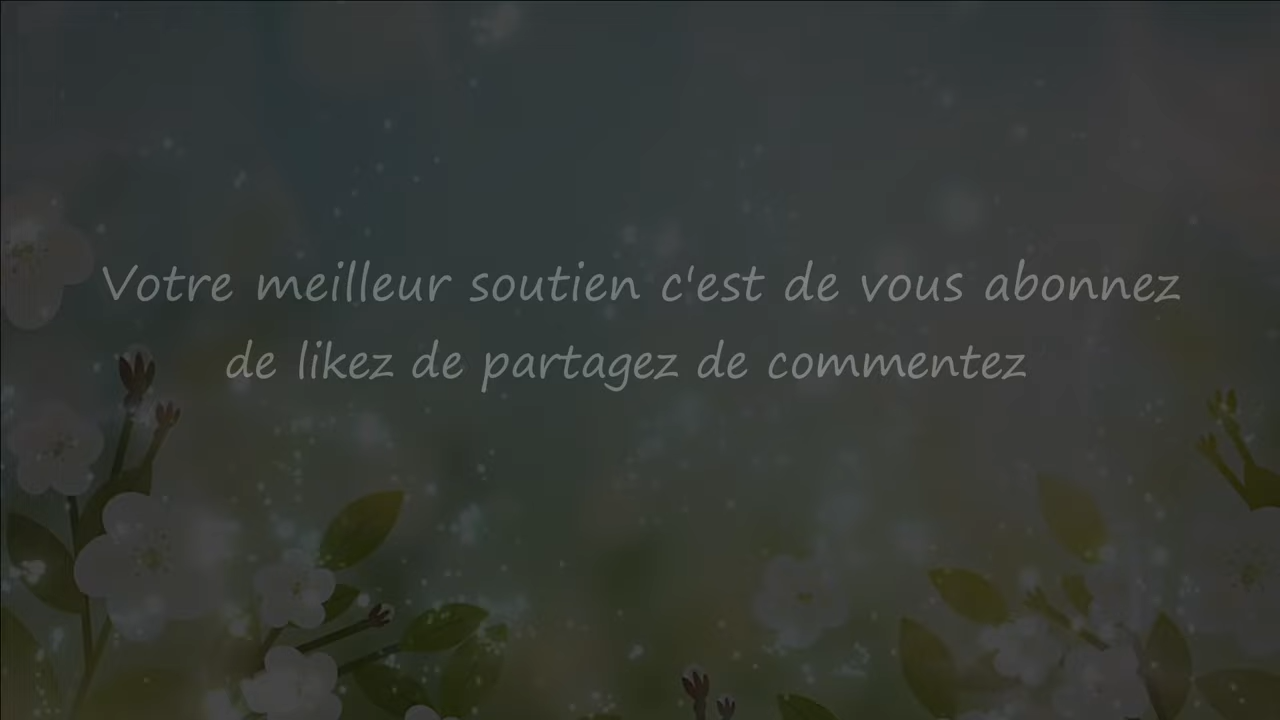 Votre meilleur soutien c'est de vous abonnez
de likez de partagez de commentez